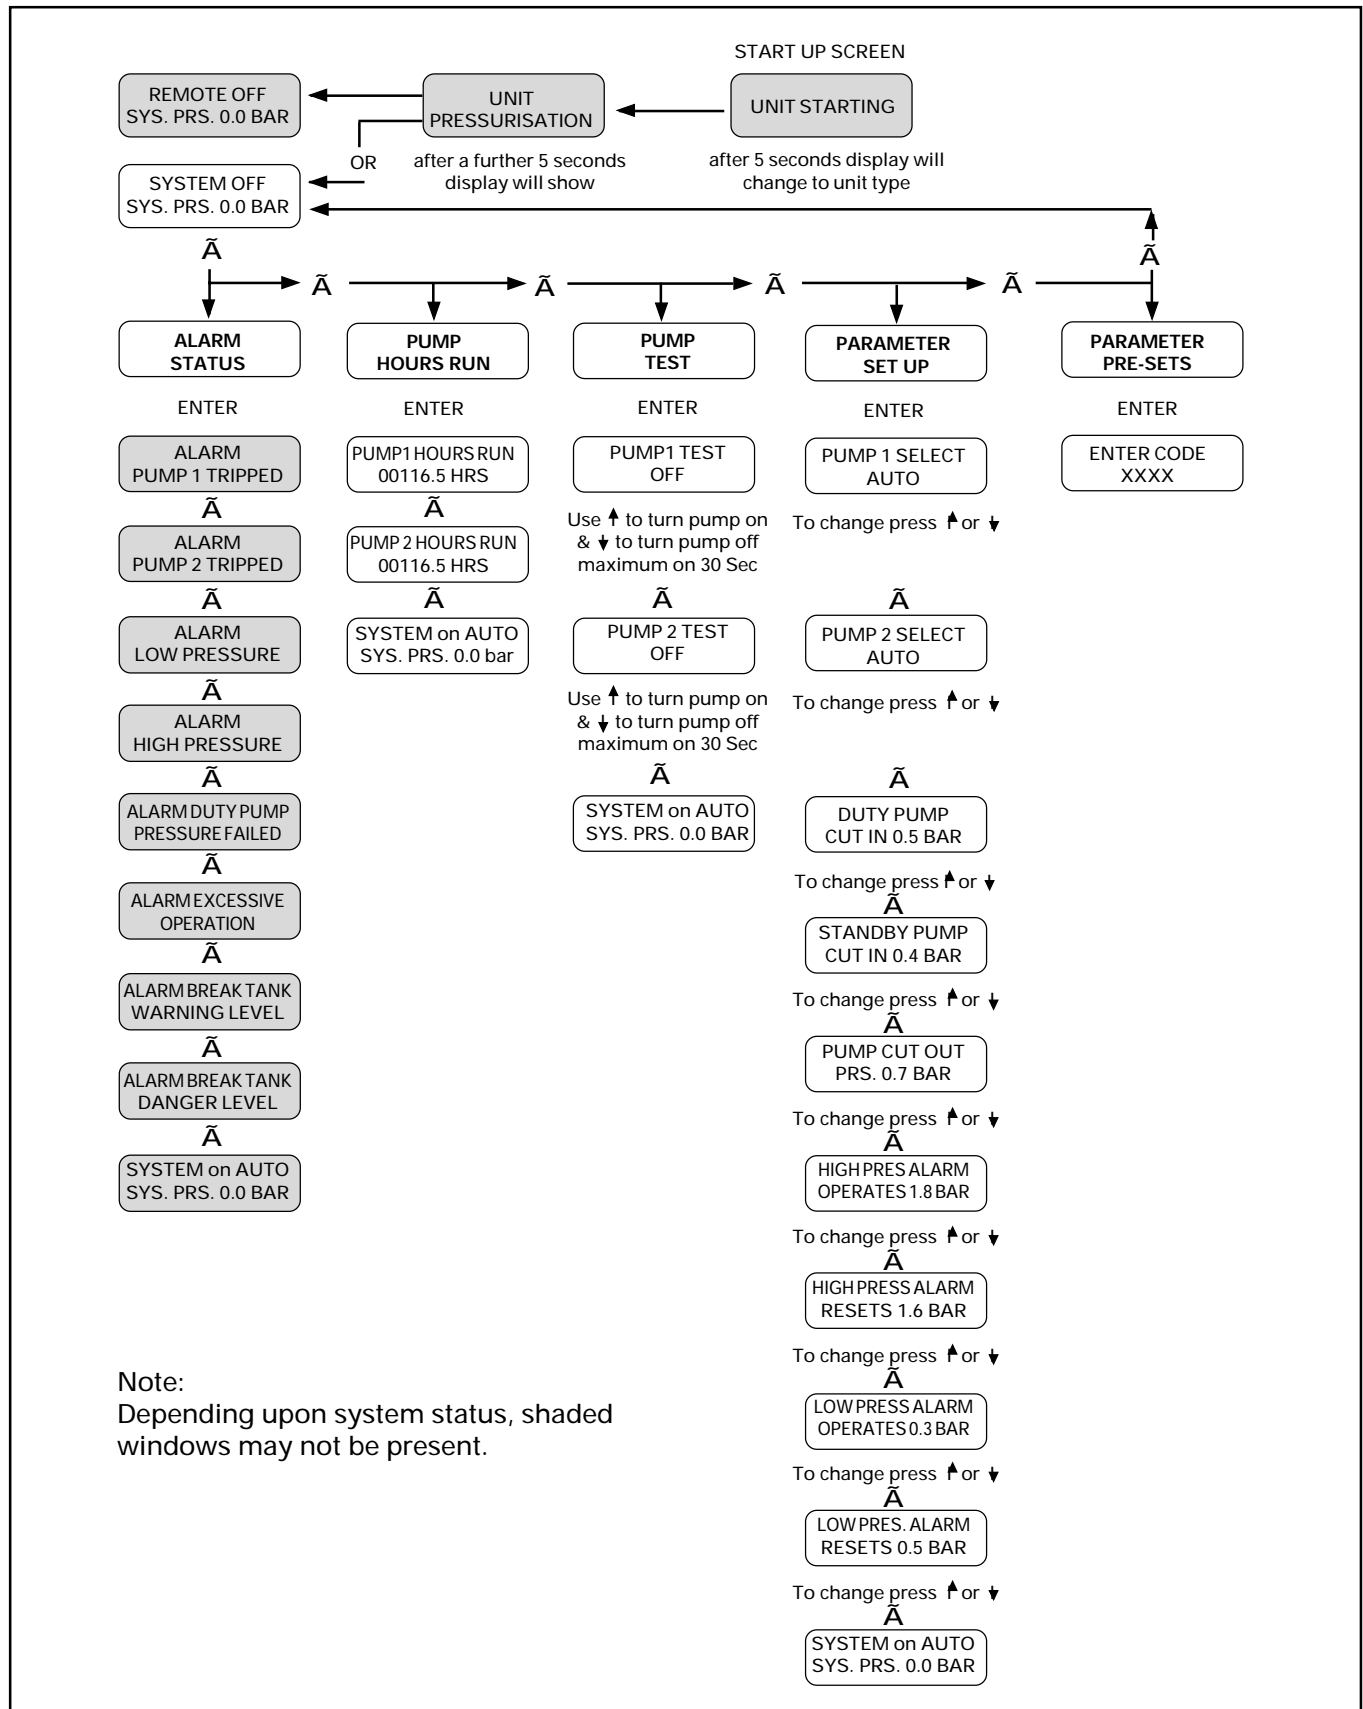 START UP SCREEN
REMOTE OFF
SYS. PRS. 0.0 BAR
UNIT
PRESSURISATION
UNIT STARTING
OR
after a further 5 seconds
display will show
after 5 seconds display will
change to unit type
SYSTEM OFF
SYS. PRS. 0.0 BAR
Ã
Ã
Ã
Ã
Ã
Ã
ALARM
STATUS
ENTER
ALARM
PUMP 1 TRIPPED
Ã
ALARM
PUMP 2 TRIPPED
Ã
ALARM
LOW PRESSURE
Ã
ALARM
HIGH PRESSURE
Ã
ALARM DUTY PUMP
PRESSURE FAILED
Ã
ALARM EXCESSIVE
OPERATION
Ã
ALARM BREAK TANK
WARNING LEVEL
Ã
ALARM BREAK TANK
DANGER LEVEL
Ã
SYSTEM on AUTO
SYS. PRS. 0.0 BAR
PUMP
HOURS RUN
ENTER
PUMP1 HOURS RUN
00116.5 HRS
Ã
PUMP 2 HOURS RUN
00116.5 HRS
Ã
SYSTEM on AUTO
SYS. PRS. 0.0 bar
PUMP
TEST
ENTER
PUMP1 TEST
OFF
Use ↑ to turn pump on
& ↓ to turn pump off
maximum on 30 Sec
Ã
PUMP 2 TEST
OFF
Use ↑ to turn pump on
& ↓ to turn pump off
maximum on 30 Sec
Ã
SYSTEM on AUTO
SYS. PRS. 0.0 BAR
PARAMETER
SET UP
ENTER
PUMP 1 SELECT
AUTO
To change press ↑ or ↓
Ã
PUMP 2 SELECT
AUTO
To change press ↑ or ↓
Ã
DUTY PUMP
CUT IN 0.5 BAR
To change press ↑ or ↓
Ã
STANDBY PUMP
CUT IN 0.4 BAR
To change press ↑ or ↓
Ã
PUMP CUT OUT
PRS. 0.7 BAR
To change press ↑ or ↓
Ã
HIGH PRES ALARM
OPERATES 1.8 BAR
To change press ↑ or ↓
Ã
HIGH PRESS ALARM
RESETS 1.6 BAR
To change press ↑ or ↓
Ã
LOW PRESS ALARM
OPERATES 0.3 BAR
To change press ↑ or ↓
Ã
LOW PRES. ALARM
RESETS 0.5 BAR
To change press ↑ or ↓
Ã
SYSTEM on AUTO
SYS. PRS. 0.0 BAR
PARAMETER
PRE-SETS
ENTER
ENTER CODE
XXXX
Note:
Depending upon system status, shaded
windows may not be present.